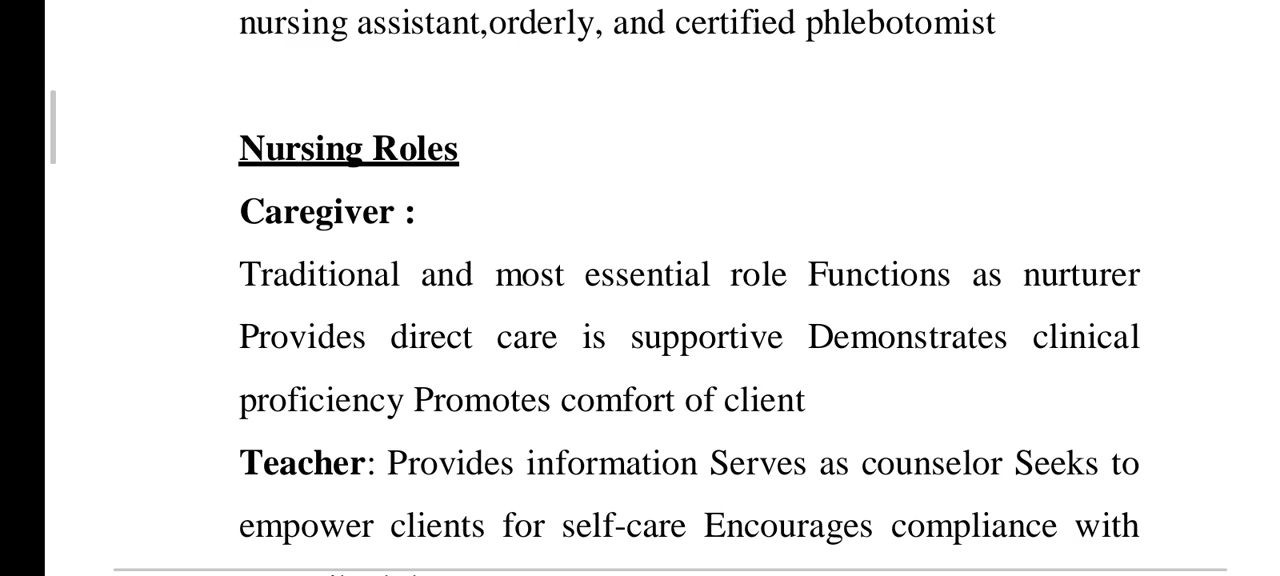 nursing assistant,orderly, and certified phlebotomist
Nursing Roles
Caregiver :
Traditional and most essential role Functions as nurturer
Provides direct care is supportive Demonstrates clinical
proficiency Promotes comfort of client
Teacher: Provides information Serves as counselor Seeks to
empower clients for self-care Encourages compliance with